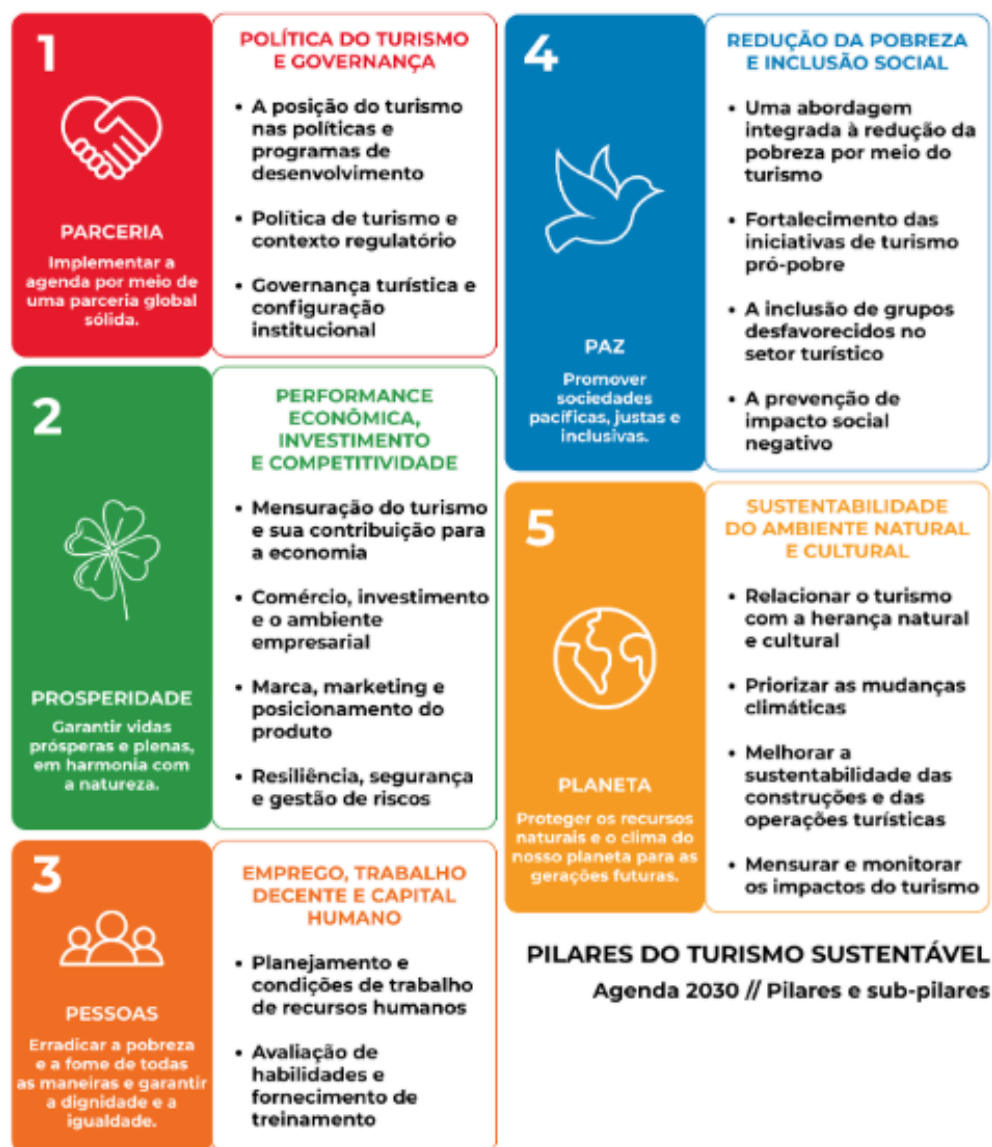 1
PARCERIA
Implementar a
agenda por meio de
uma parceria global
sólida.
POLÍTICA DO TURISMO
E GOVERNANÇA
• A posição do turismo
nas políticas e
programas de
desenvolvimento
• Política de turismo e
contexto regulatório
• Governança turística e
configuração
institucional
2
PROSPERIDADE
Garantir vidas
prósperas e plenas,
em harmonia com
a natureza.
PERFORMANCE
ECONÔMICA,
INVESTIMENTO
E COMPETITIVIDADE
• Mensuração do turismo
e sua contribuição para
a economia
• Comércio, investimento
e o ambiente
empresarial
• Marca, marketing e
posicionamento do
produto
• Resiliência, segurança
e gestão de riscos
3
PESSOAS
Erradicar a pobreza
e a fome de todas
as maneiras e garantir
a dignidade e a
igualdade.
EMPREGO, TRABALHO
DECENTE E CAPITAL
HUMANO
• Planejamento e
condições de trabalho
de recursos humanos
• Avaliação de
habilidades e
fornecimento de
treinamento
4
PAZ
Promover
sociedades
pacíficas, justas e
inclusivas.
REDUÇÃO DA POBREZA
E INCLUSÃO SOCIAL
• Uma abordagem
integrada à redução da
pobreza por meio do
turismo
• Fortalecimento das
iniciativas de turismo
pró-pobre
• A inclusão de grupos
desfavorecidos no
setor turístico
• A prevenção de
impacto social
negativo
5
PLANETA
Proteger os recursos
naturais e o clima do
nosso planeta para as
gerações futuras.
SUSTENTABILIDADE
DO AMBIENTE NATURAL
E CULTURAL
• Relacionar o turismo
com a herança natural
e cultural
• Priorizar as mudanças
climáticas
• Melhorar a
sustentabilidade das
construções e das
operações turísticas
• Mensurar e monitorar
os impactos do turismo
PILARES DO TURISMO SUSTENTÁVEL
Agenda 2030 // Pilares e sub-pilares